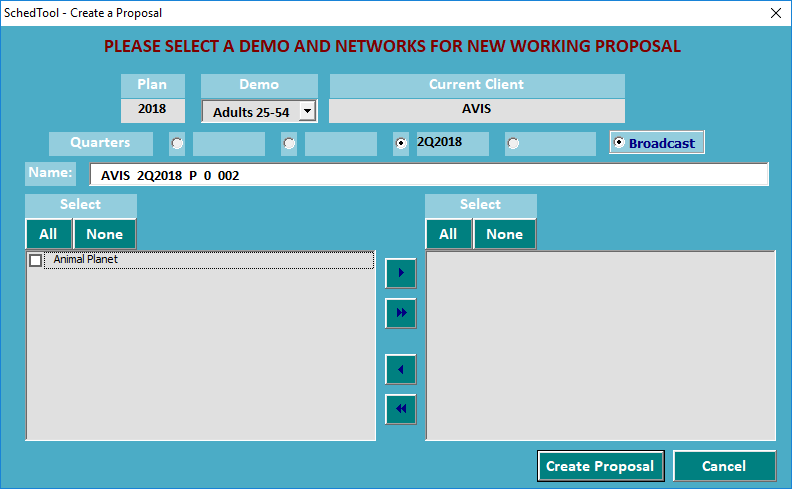 SchedTool - Create a Proposal
PLEASE SELECT A DEMO AND NETWORKS FOR NEW WORKING PROPOSAL
Plan Demo Current Client
2018 Adults 25-54 AVIS
Quarters 2Q2018 Broadcast
Name: AVIS 2Q2018 P 0 002
Select Select
All None All None
Animal Planet
Create Proposal Cancel